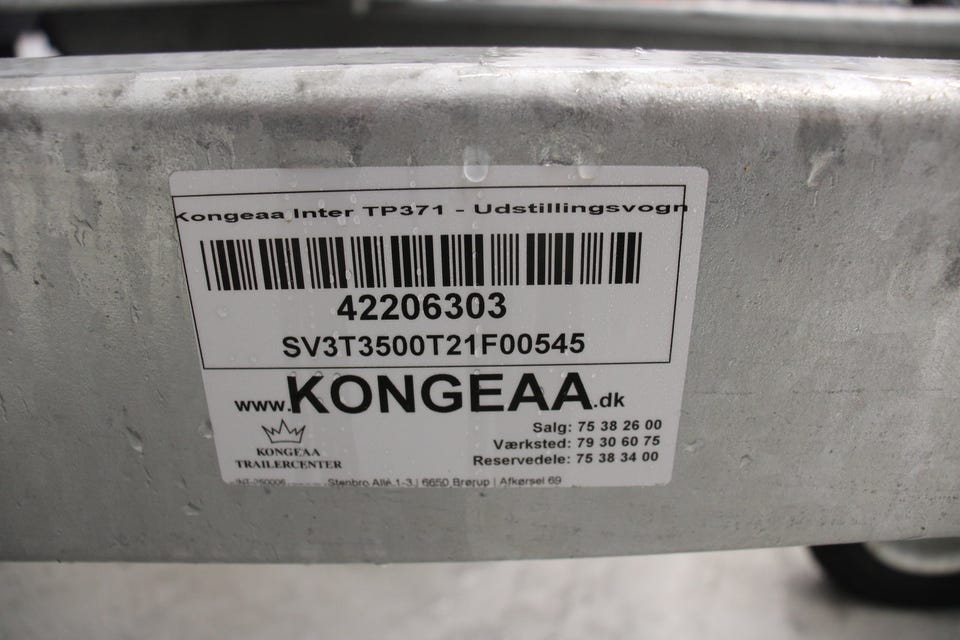 Kongeaa Inter TP371 - Udstillingsvogn
42206303
SV3T3500T21F00545
www.KONGEAA.dk
KONGEAA
TRAILERCENTER
Salg: 75 38 26 00
Værksted: 79 30 60 75
Reservedele: 75 38 34 00
Stenbro Allé 1-3 | 6650 Brørup | Afkørsel 69